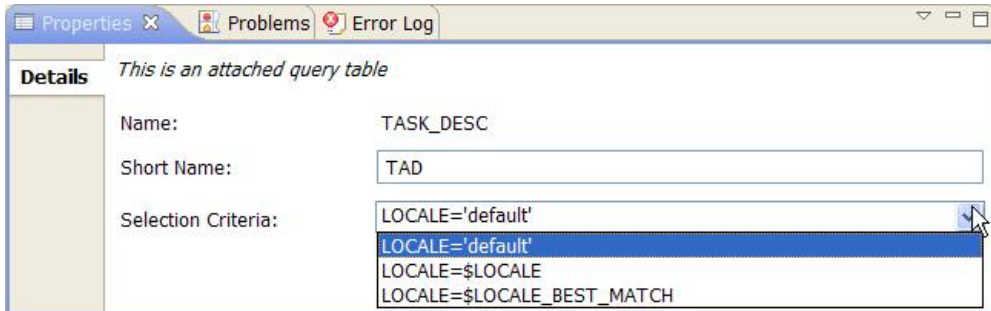 Properties Problems Error Log
Details
This is an attached query table
Name: TASK_DESC
Short Name: TAD
Selection Criteria: LOCALE='default'
LOCALE='default'
LOCALE=$LOCALE
LOCALE=$LOCALE_BEST_MATCH